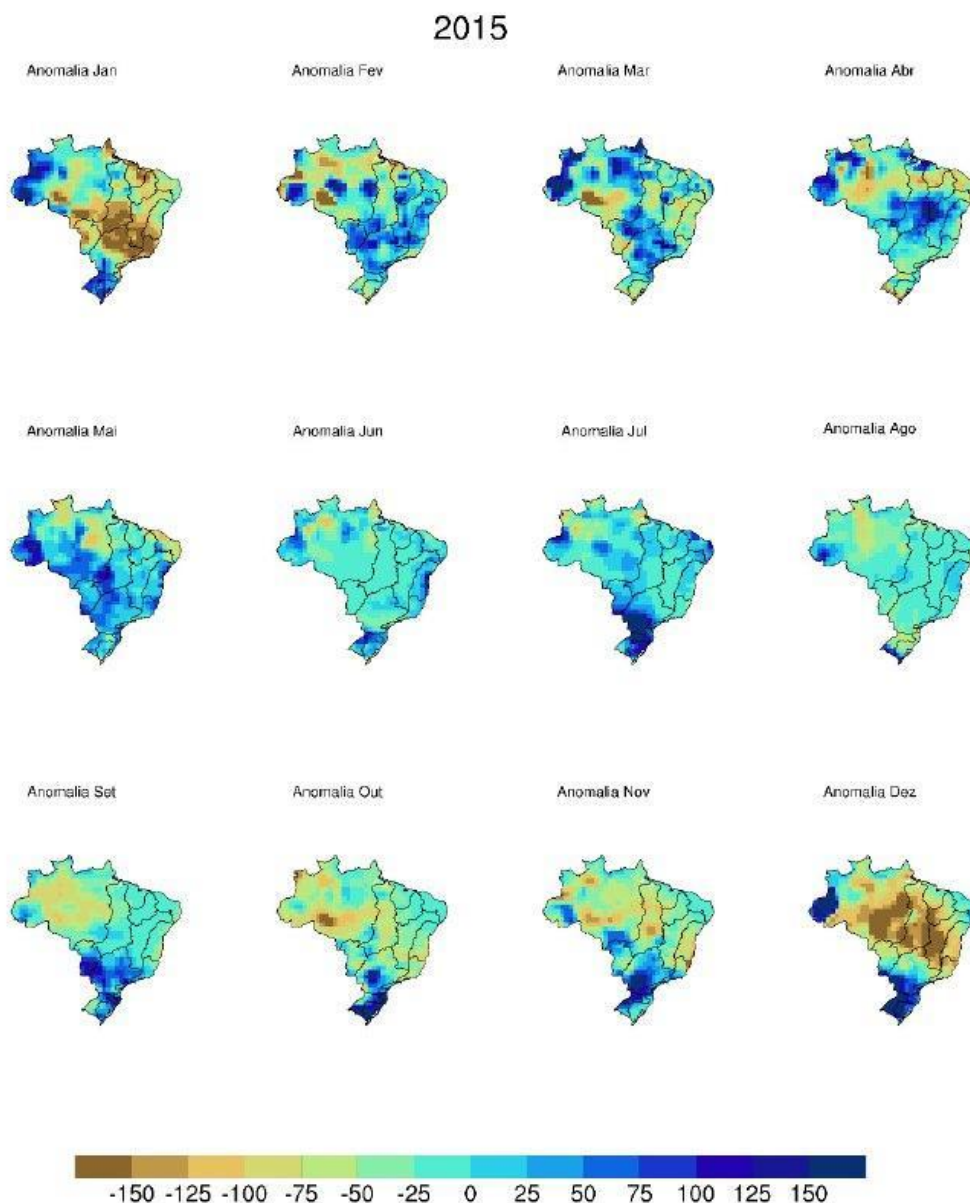 2015
Anomalia Jan Anomalia Fev Anomalia Mar Anomalia Abr
Anomalia Mai Anomalia Jun Anomalia Jul Anomalia Ago
Anomalia Set Anomalia Out Anomalia Nov Anomalia Dez
-150 -125 -100 -75 -50 -25 0 25 50 75 100 125 150